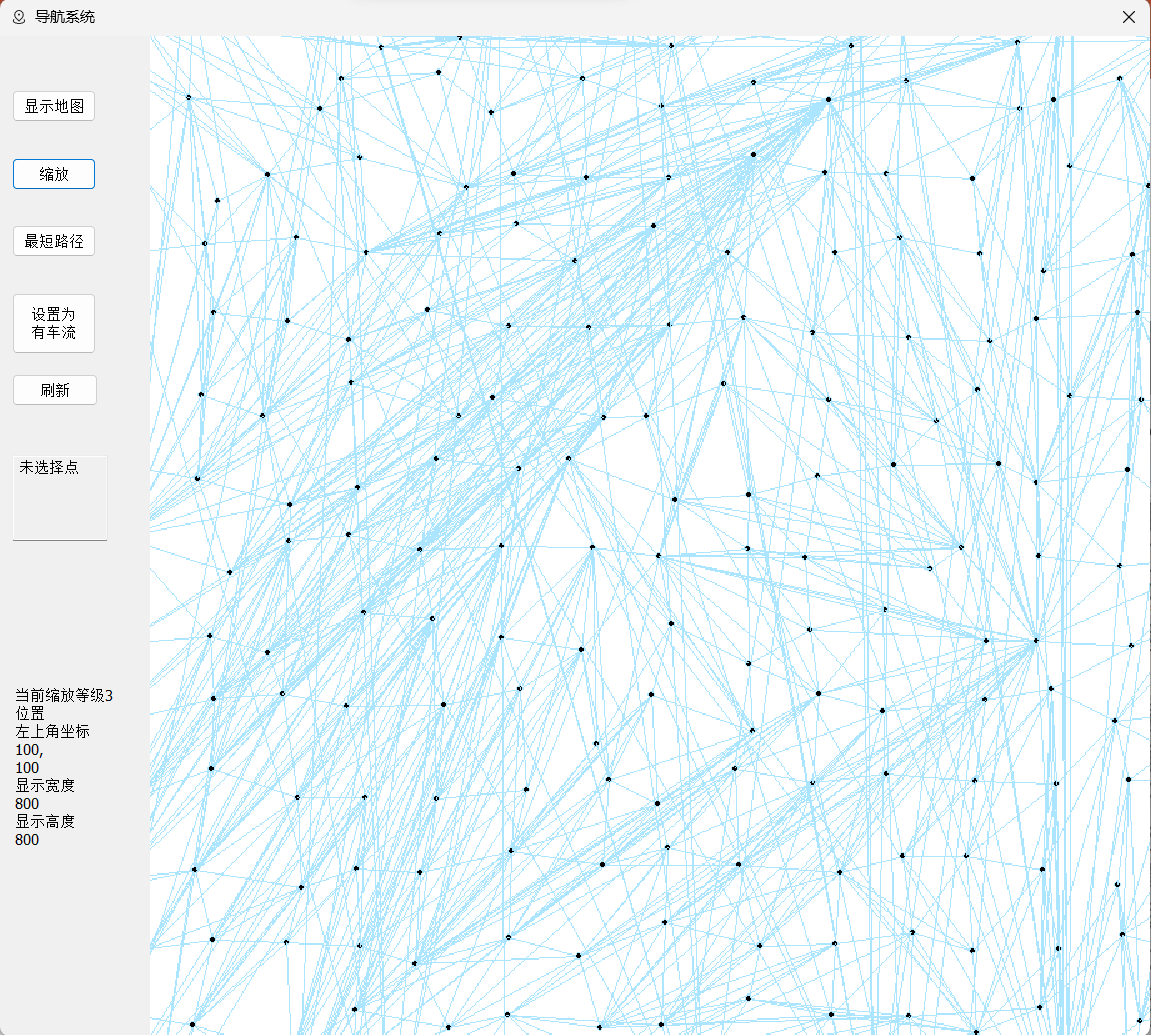 导航系统
显示地图
缩放
最短路径
设置为
有车流
刷新
未选择点
当前缩放等级3
位置
左上角坐标
100,
100
显示宽度
800
显示高度
800